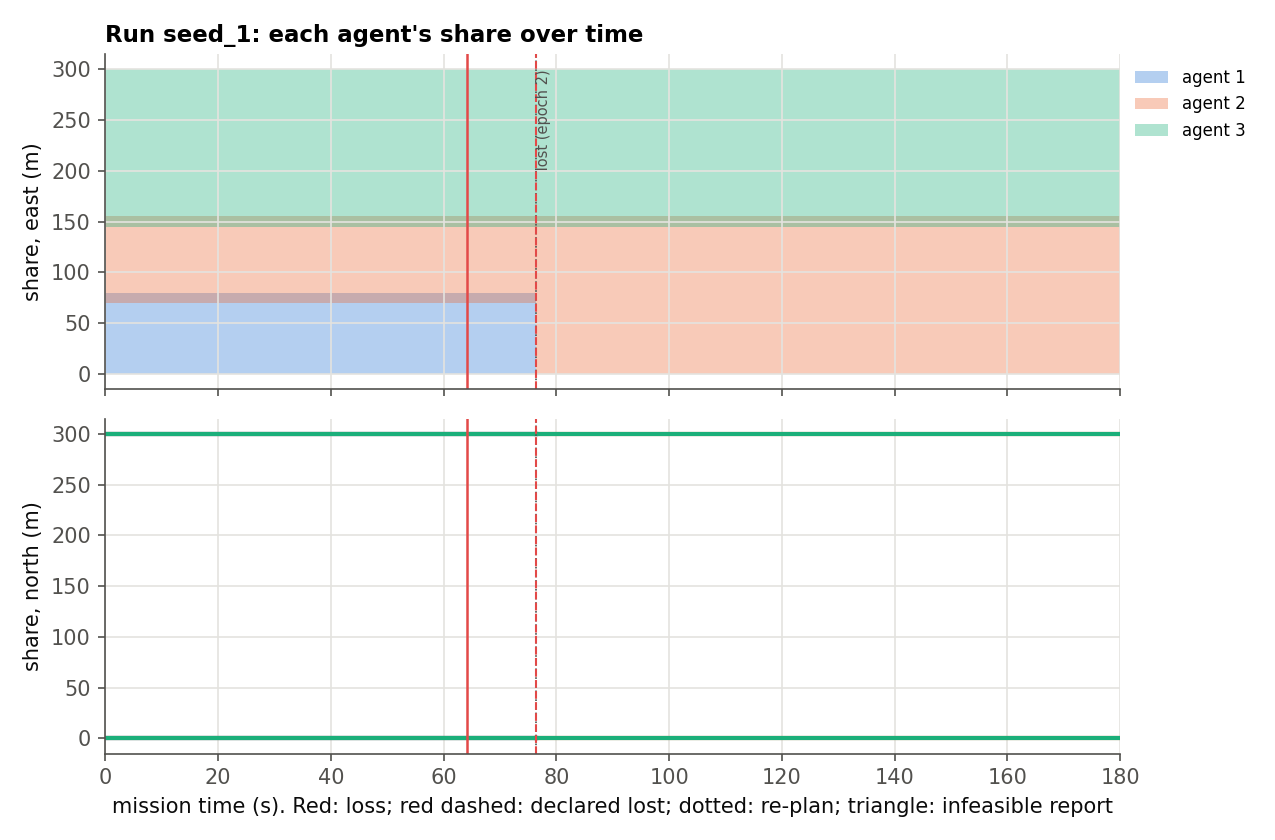 Run seed_1: each agent's share over time
300
250
200
150
100
50
0
share, east (m)
lost (epoch 2)
agent 1
agent 2
agent 3
300
250
200
150
100
50
0
share, north (m)
0 20 40 60 80 100 120 140 160 180
mission time (s). Red: loss; red dashed: declared lost; dotted: re-plan; triangle: infeasible report